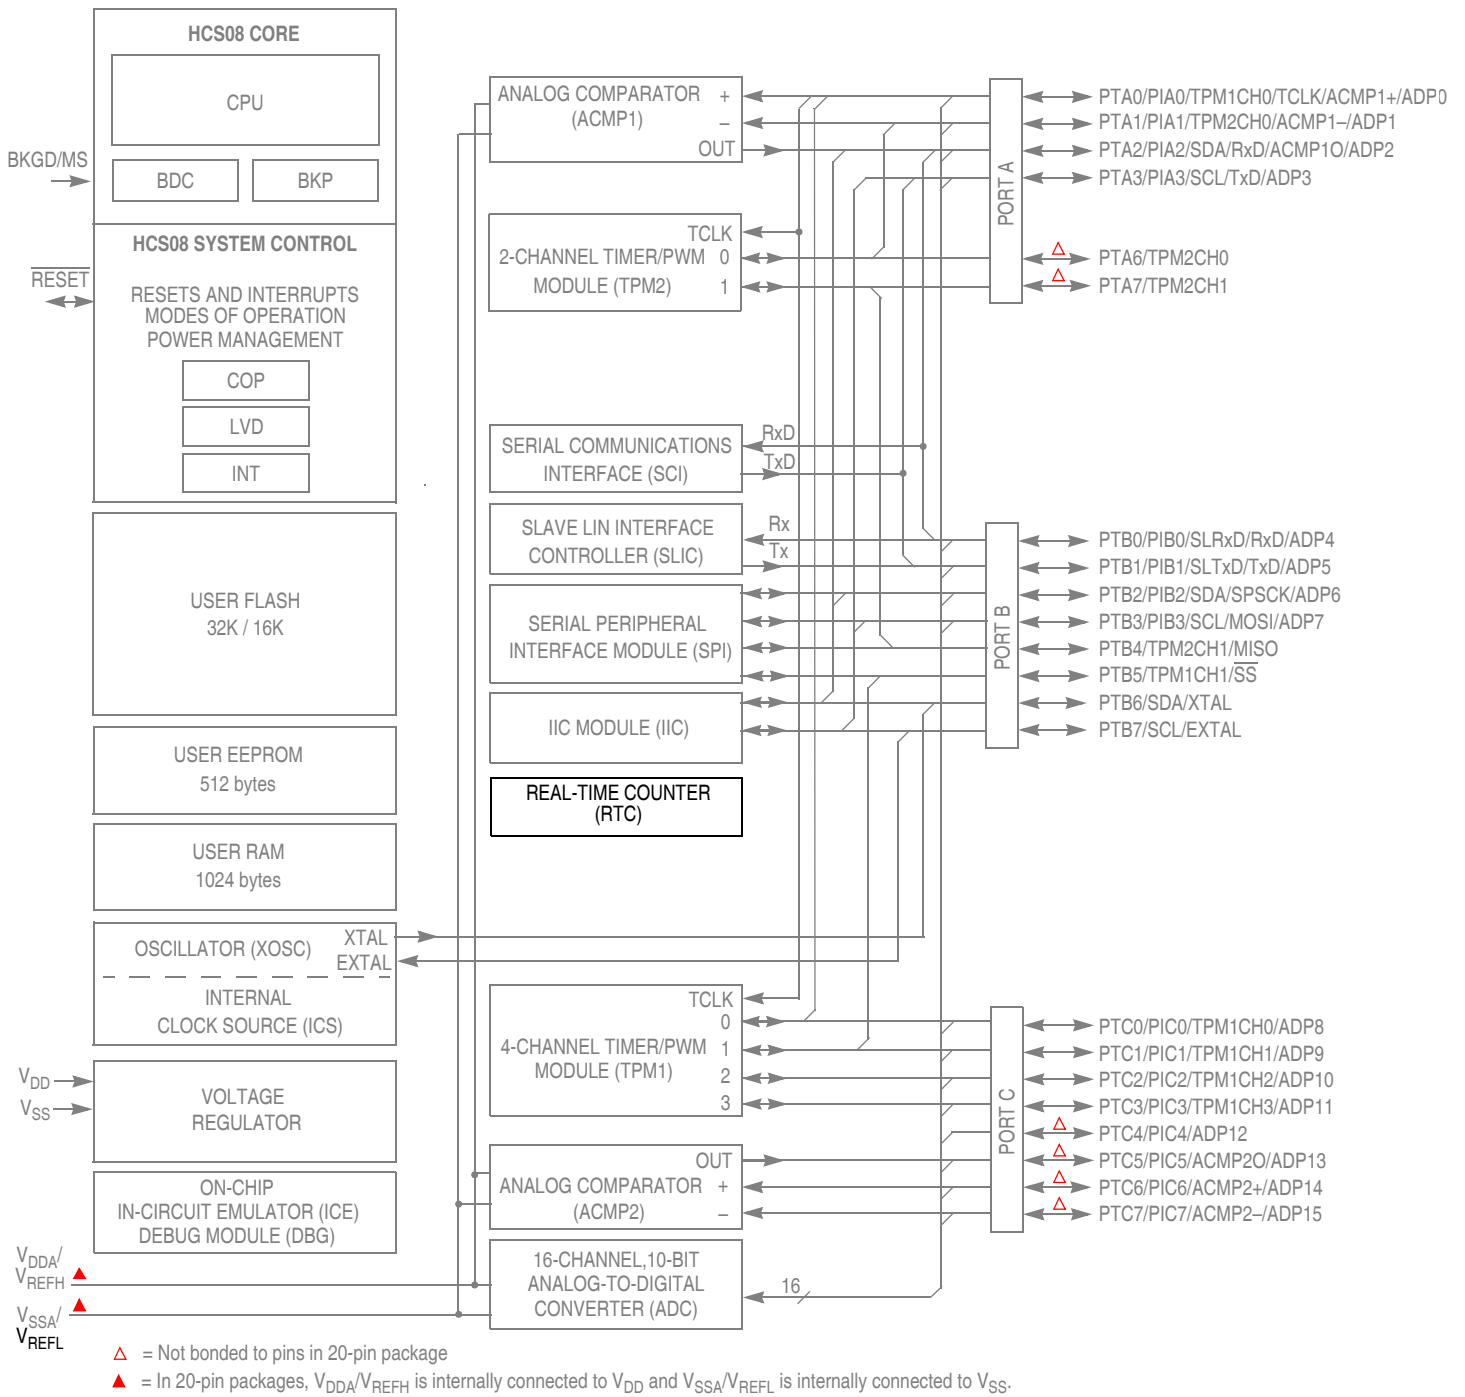 HCS08 CORE
CPU
BKGD/MS
BDC
BKP
HCS08 SYSTEM CONTROL
RESET
RESETS AND INTERRUPTS
MODES OF OPERATION
POWER MANAGEMENT
COP
LVD
INT
USER FLASH
32K / 16K
USER EEPROM
512 bytes
USER RAM
1024 bytes
OSCILLATOR (XOSC)
XTAL
EXTAL
INTERNAL
CLOCK SOURCE (ICS)
VDD
VSS
VOLTAGE
REGULATOR
ON-CHIP
IN-CIRCUIT EMULATOR (ICE)
DEBUG MODULE (DBG)
VDDA/
VREFH
VSSA/
VREFL
ANALOG COMPARATOR
(ACMP1)
+
–
OUT
TCLK
2-CHANNEL TIMER/PWM
MODULE (TPM2)
0
1
SERIAL COMMUNICATIONS
INTERFACE (SCI)
RxD
TxD
SLAVE LIN INTERFACE
CONTROLLER (SLIC)
Rx
Tx
SERIAL PERIPHERAL
INTERFACE MODULE (SPI)
IIC MODULE (IIC)
REAL-TIME COUNTER
(RTC)
TCLK
0
4-CHANNEL TIMER/PWM
MODULE (TPM1)
1
2
3
OUT
ANALOG COMPARATOR
(ACMP2)
+
–
16-CHANNEL,10-BIT
ANALOG-TO-DIGITAL
CONVERTER (ADC)
16
PORT A
PTA0/PIA0/TPM1CH0/TCLK/ACMP1+/ADP0
PTA1/PIA1/TPM2CH0/ACMP1–/ADP1
PTA2/PIA2/SDA/RxD/ACMP1O/ADP2
PTA3/PIA3/SCL/TxD/ADP3
PTA6/TPM2CH0
PTA7/TPM2CH1
PORT B
PTB0/PIB0/SLRxD/RxD/ADP4
PTB1/PIB1/SLTxD/TxD/ADP5
PTB2/PIB2/SDA/SPSCK/ADP6
PTB3/PIB3/SCL/MOSI/ADP7
PTB4/TPM2CH1/MISO
PTB5/TPM1CH1/SS
PTB6/SDA/XTAL
PTB7/SCL/EXTAL
PORT C
PTC0/PIC0/TPM1CH0/ADP8
PTC1/PIC1/TPM1CH1/ADP9
PTC2/PIC2/TPM1CH2/ADP10
PTC3/PIC3/TPM1CH3/ADP11
PTC4/PIC4/ADP12
PTC5/PIC5/ACMP2O/ADP13
PTC6/PIC6/ACMP2+/ADP14
PTC7/PIC7/ACMP2–/ADP15
= Not bonded to pins in 20-pin package
= In 20-pin packages, VDDA/VREFH is internally connected to VDD and VSSA/VREFL is internally connected to VSS.